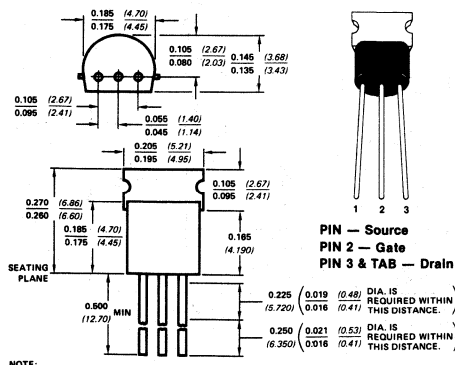 0.185 (4.70)
0.175 (4.45)
0.105 (2.67)
0.080 (2.03)
0.145 (3.68)
0.135 (3.43)
0.105 (2.67)
0.095 (2.41)
0.055 (1.40)
0.045 (1.14)
0.205 (5.21)
0.195 (4.95)
0.105 (2.67)
0.095 (2.41)
0.270 (6.86)
0.260 (6.60)
0.185 (4.70)
0.175 (4.45)
0.165
(4.190)
SEATING
PLANE
0.500 MIN
(12.70)
1 2 3
PIN — Source
PIN 2 — Gate
PIN 3 & TAB — Drain
0.225 ( 0.019 (0.48) DIA. IS
(5.720) 0.016 (0.41) REQUIRED WITHIN
THIS DISTANCE. )
0.250 ( 0.021 (0.53) DIA. IS
(6.350) 0.016 (0.41) REQUIRED WITHIN
THIS DISTANCE. )
NOTE: